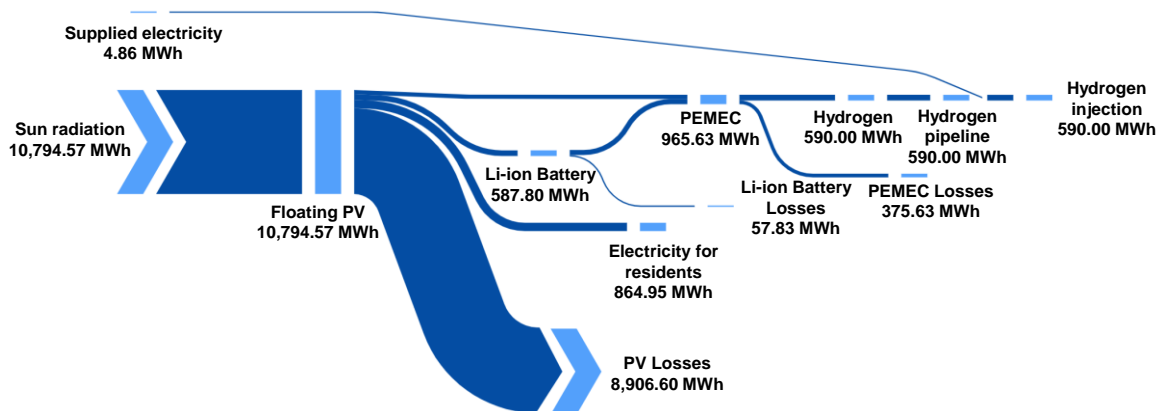 Supplied electricity
4.86 MWh
Sun radiation
10,794.57 MWh
Floating PV
10,794.57 MWh
Li-ion Battery
587.80 MWh
PEMEC
965.63 MWh
Hydrogen
590.00 MWh
Hydrogen
pipeline
590.00 MWh
Hydrogen
injection
590.00 MWh
Li-ion Battery
Losses
57.83 MWh
PEMEC Losses
375.63 MWh
Electricity for
residents
864.95 MWh
PV Losses
8,906.60 MWh